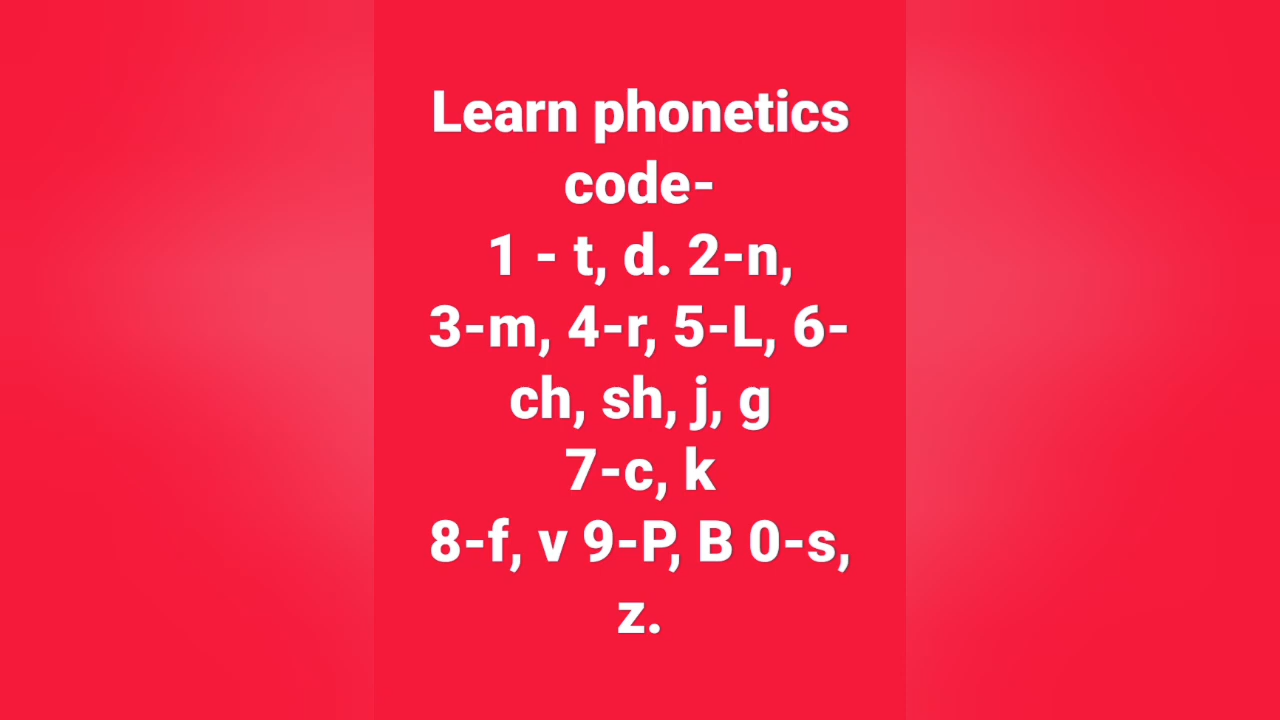 Learn phonetics
code-
1 - t, d. 2-n,
3-m, 4-r, 5-L, 6-
ch, sh, j, g
7-c, k
8-f, v 9-P, B 0-s,
z.